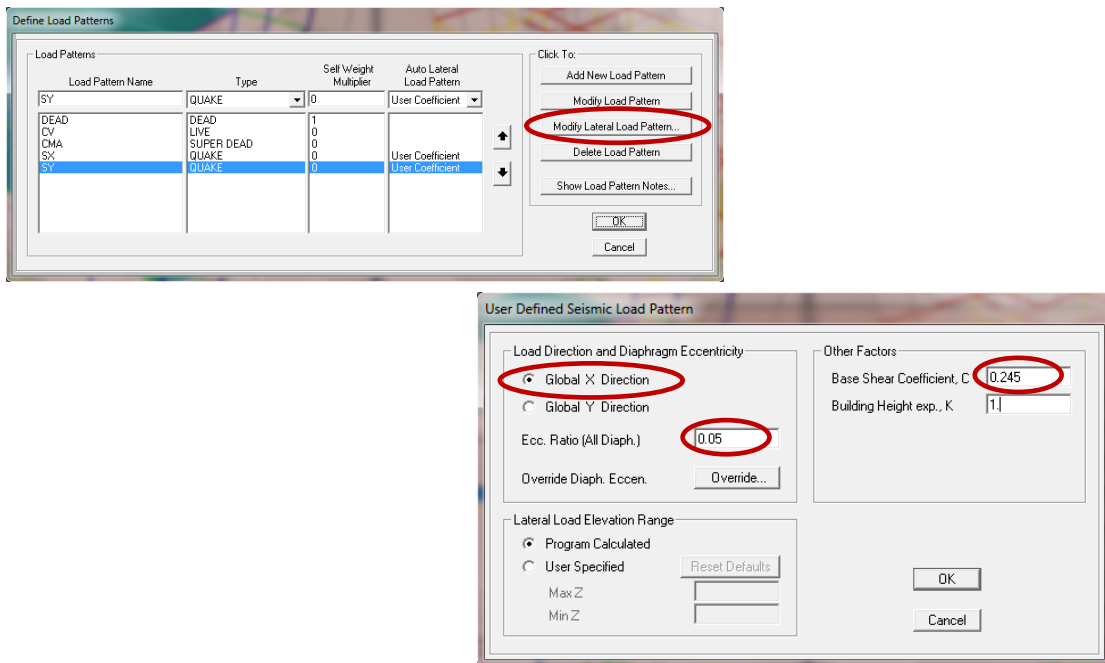 Define Load Patterns
Load Patterns
Click To:
Load Pattern Name Type Self Weight Multiplier Auto Lateral Load Pattern
SY QUAKE 0 User Coefficient
DEAD DEAD 1
CV LIVE 0
CMA SUPER DEAD 0
SX QUAKE 0 User Coefficient
SY QUAKE 0 User Coefficient
Add New Load Pattern
Modify Load Pattern
Modify Lateral Load Pattern...
Delete Load Pattern
Show Load Pattern Notes...
OK
Cancel
User Defined Seismic Load Pattern
Load Direction and Diaphragm Eccentricity
Global X Direction
Global Y Direction
Ecc. Ratio (All Diaph.) 0.05
Override Diaph. Eccen. Override...
Other Factors
Base Shear Coefficient, C 0.245
Building Height exp., K 1.
Lateral Load Elevation Range
Program Calculated
User Specified Reset Defaults
Max Z
Min Z
OK
Cancel